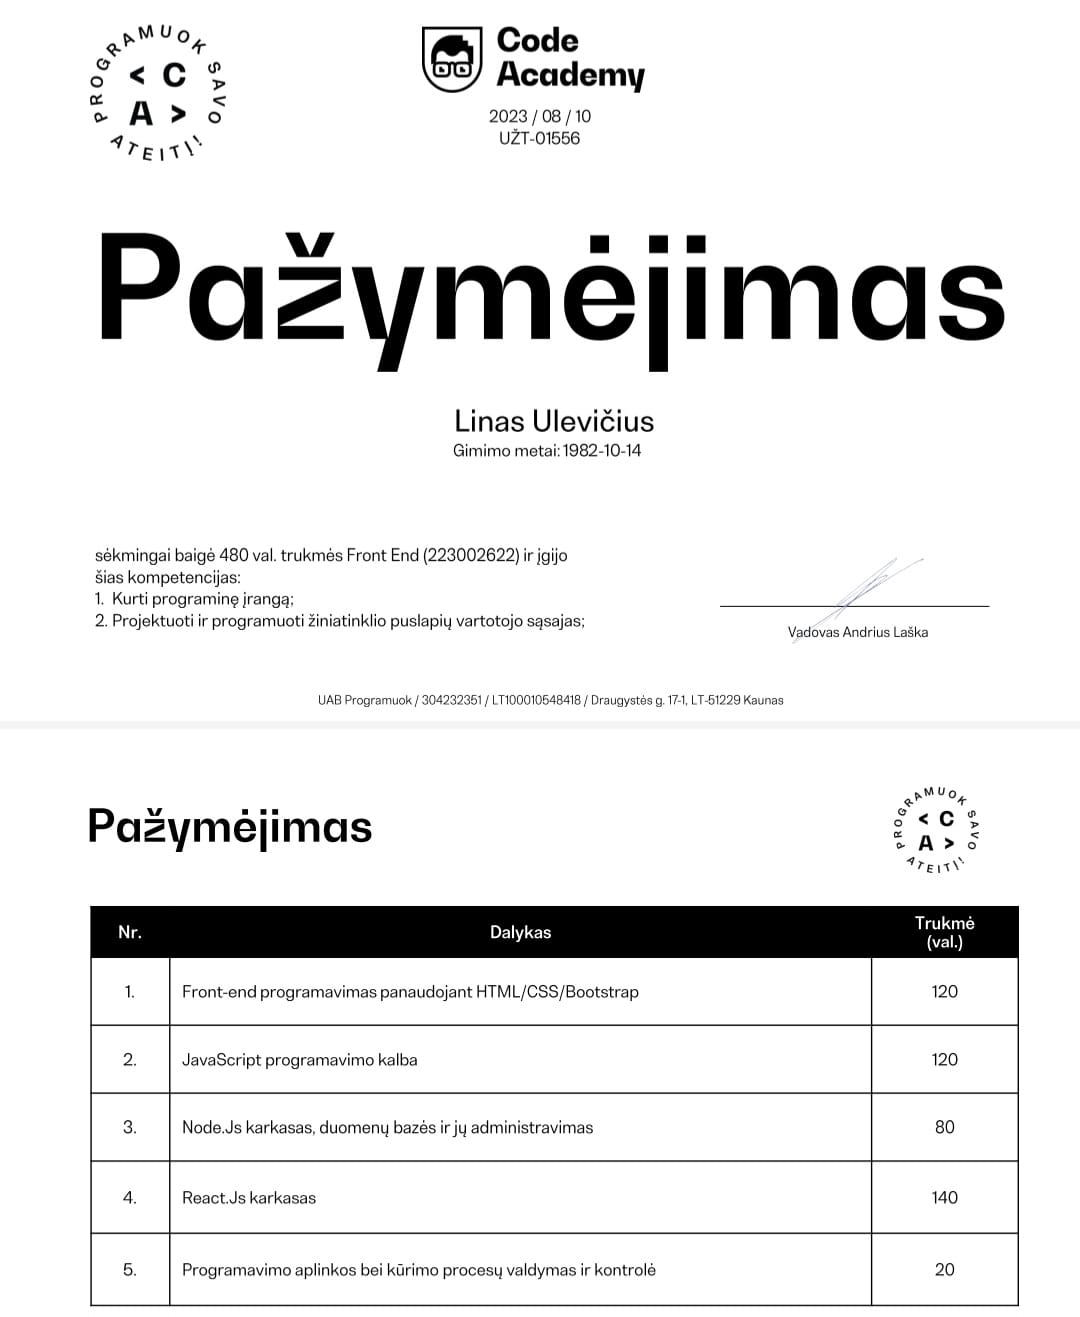 PROGRAMUOK SAVO ATEITĮ!
< C
A >
Code
Academy
2023 / 08 / 10
UŽT-01556
Pažymėjimas
Linas Ulevičius
Gimimo metai: 1982-10-14
sėkmingai baigė 480 val. trukmės Front End (223002622) ir įgijo
šias kompetencijas:
1. Kurti programinę įrangą;
2. Projektuoti ir programuoti žiniatinklio puslapių vartotojo sąsajas;
Vadovas Andrius Laška
UAB Programuok / 304232351 / LT100010548418 / Draugystės g. 17-1, LT-51229 Kaunas
Pažymėjimas
PROGRAMUOK SAVO ATEITĮ!
< C
A >
Nr. Dalykas Trukmė
(val.)
1. Front-end programavimas panaudojant HTML/CSS/Bootstrap 120
2. JavaScript programavimo kalba 120
3. Node.Js karkasas, duomenų bazės ir jų administravimas 80
4. React.Js karkasas 140
5. Programavimo aplinkos bei kūrimo procesų valdymas ir kontrolė 20